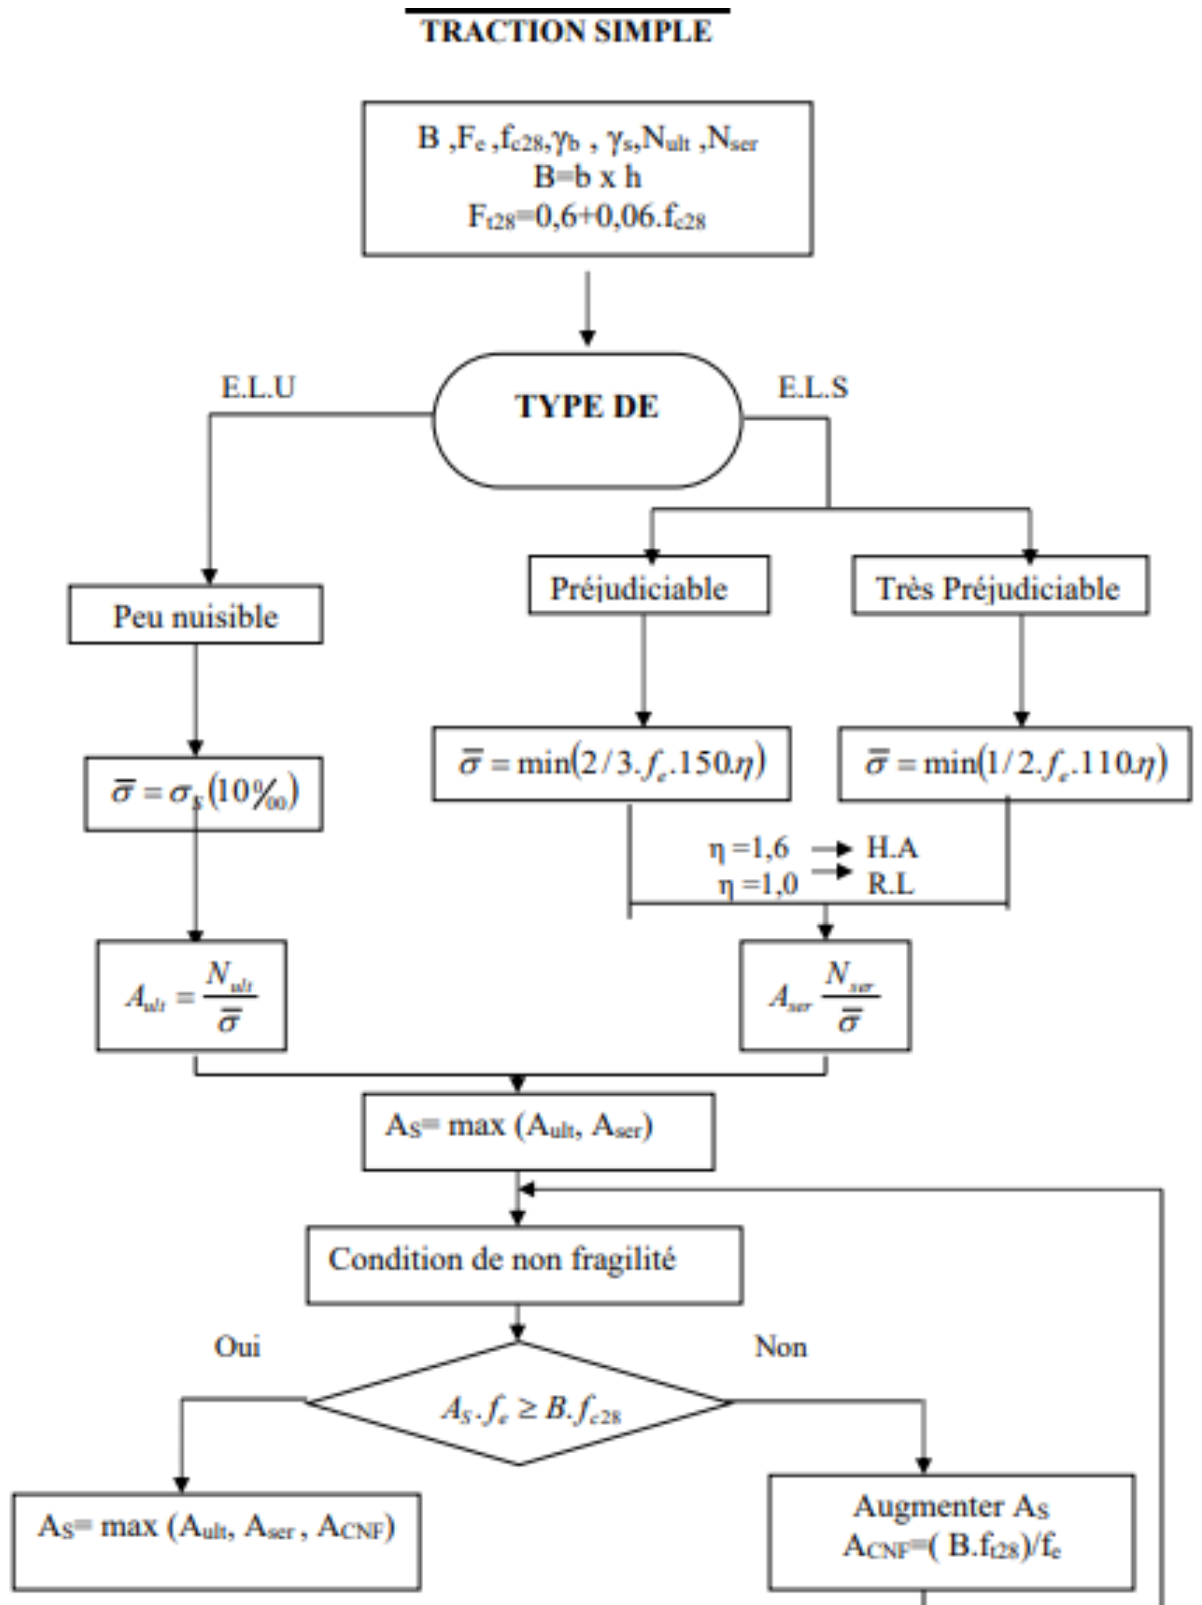 TRACTION SIMPLE
B ,Fe ,fc28,γb , γs,Nult ,Nser
B=b x h
Ft28=0,6+0,06.fc28
E.L.U
TYPE DE
E.L.S
Peu nuisible
Préjudiciable
Très Préjudiciable
σ̅ = σs(10‰)
σ̅ = min(2/3.fe.150.η)
σ̅ = min(1/2.fe.110.η)
η =1,6 → H.A
η =1,0 → R.L
Ault = Nult / σ̅
Aser Nser / σ̅
AS= max (Ault, Aser)
Condition de non fragilité
Oui
Non
AS.fe ≥ B.fc28
AS= max (Ault, Aser , ACNF)
Augmenter AS
ACNF=( B.ft28)/fe